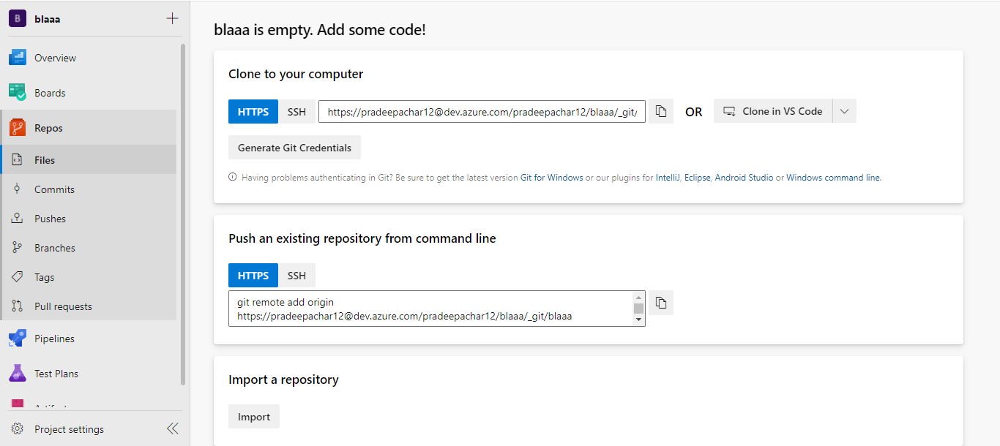 B blaaa
Overview
Boards
Repos
Files
Commits
Pushes
Branches
Tags
Pull requests
Pipelines
Test Plans
Project settings
blaaa is empty. Add some code!
Clone to your computer
HTTPS SSH https://pradeepachar12@dev.azure.com/pradeepachar12/blaaa/_git/ OR Clone in VS Code
Generate Git Credentials
Having problems authenticating in Git? Be sure to get the latest version Git for Windows or our plugins for IntelliJ, Eclipse, Android Studio or Windows command line.
Push an existing repository from command line
HTTPS SSH
git remote add origin
https://pradeepachar12@dev.azure.com/pradeepachar12/blaaa/_git/blaaa
Import a repository
Import